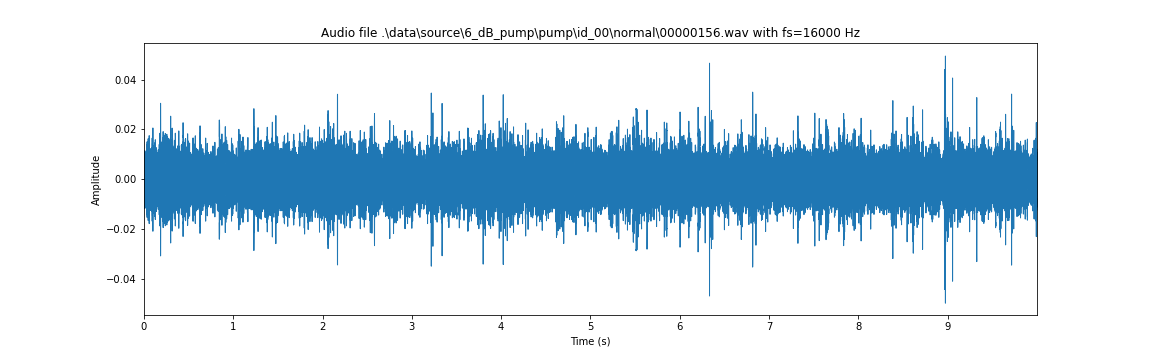 Audio file .\data\source\6_dB_pump\pump\id_00\normal\00000156.wav with fs=16000 Hz
0.04
0.02
0.00
−0.02
−0.04
Amplitude
0 1 2 3 4 5 6 7 8 9
Time (s)